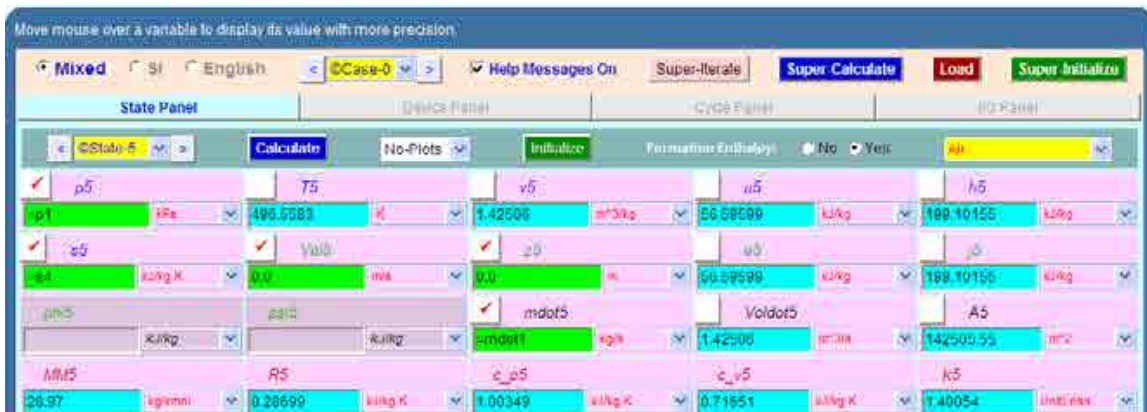 Move mouse over a variable to display its value with more precision.
Mixed SI English < ©Case-0 > Help Messages On Super-Iterate Super-Calculate Load Super-Initialize
State Panel Device Panel Cycle Panel I/O Panel
< ©State-5 > Calculate No-Plots Initialize Formation Enthalpy: No Yes Air
p5 T5 v5 u5 h5
=p1 kPa 496.5583 K 1.42506 m^3/kg 56.59599 kJ/kg 199.10155 kJ/kg
s5 Vel5 z5 e5 j5
=s4 kJ/kg.K 0.0 m/s 0.0 m 56.59599 kJ/kg 199.10155 kJ/kg
phi5 psi5 mdot5 Voldot5 A5
kJ/kg kJ/kg =mdot1 kg/s 1.42506 m^3/s 142505.55 m^2
MM5 R5 c_p5 c_v5 k5
28.97 kg/kmol 0.28699 kJ/kg.K 1.00349 kJ/kg.K 0.71651 kJ/kg.K 1.40054